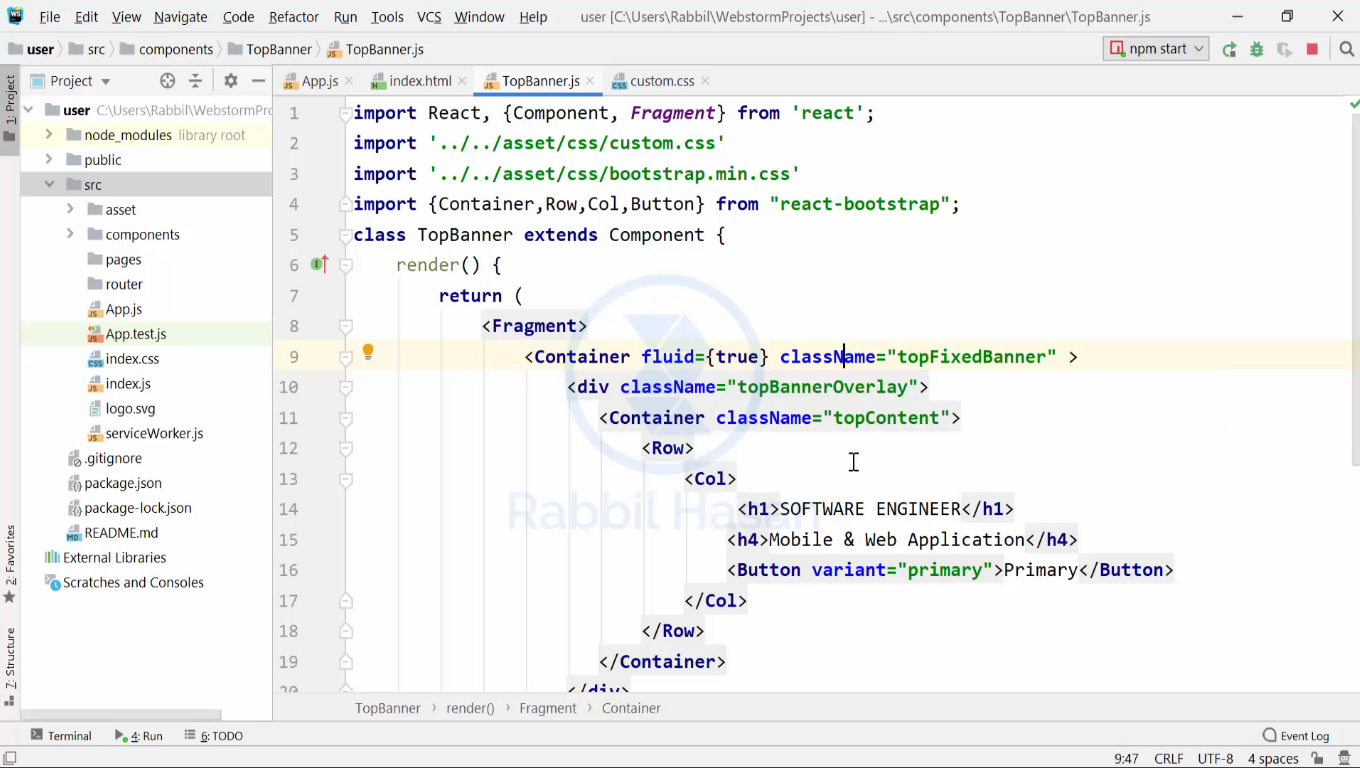 WS File Edit View Navigate Code Refactor Run Tools VCS Window Help user [C:\Users\Rabbil\WebstormProjects\user] - ...\src\components\TopBanner\TopBanner.js
user src components TopBanner TopBanner.js npm start
Project App.js index.html TopBanner.js custom.css
1: Project
user C:\Users\Rabbil\WebstormPro
node_modules library root
public
src
asset
components
pages
router
App.js
App.test.js
index.css
index.js
logo.svg
serviceWorker.js
.gitignore
package.json
package-lock.json
README.md
External Libraries
Scratches and Consoles
2: Favorites
7: Structure
1 import React, {Component, Fragment} from 'react';
2 import '../../asset/css/custom.css'
3 import '../../asset/css/bootstrap.min.css'
4 import {Container,Row,Col,Button} from "react-bootstrap";
5 class TopBanner extends Component {
6 render() {
7 return (
8 <Fragment>
9 <Container fluid={true} className="topFixedBanner" >
10 <div className="topBannerOverlay">
11 <Container className="topContent">
12 <Row>
13 <Col>
14 <h1>SOFTWARE ENGINEER</h1>
15 <h4>Mobile & Web Application</h4>
16 <Button variant="primary">Primary</Button>
17 </Col>
18 </Row>
19 </Container>
20 </div>
Rabbil Hasan
TopBanner render() Fragment Container
Terminal 4: Run 6: TODO Event Log
9:47 CRLF UTF-8 4 spaces